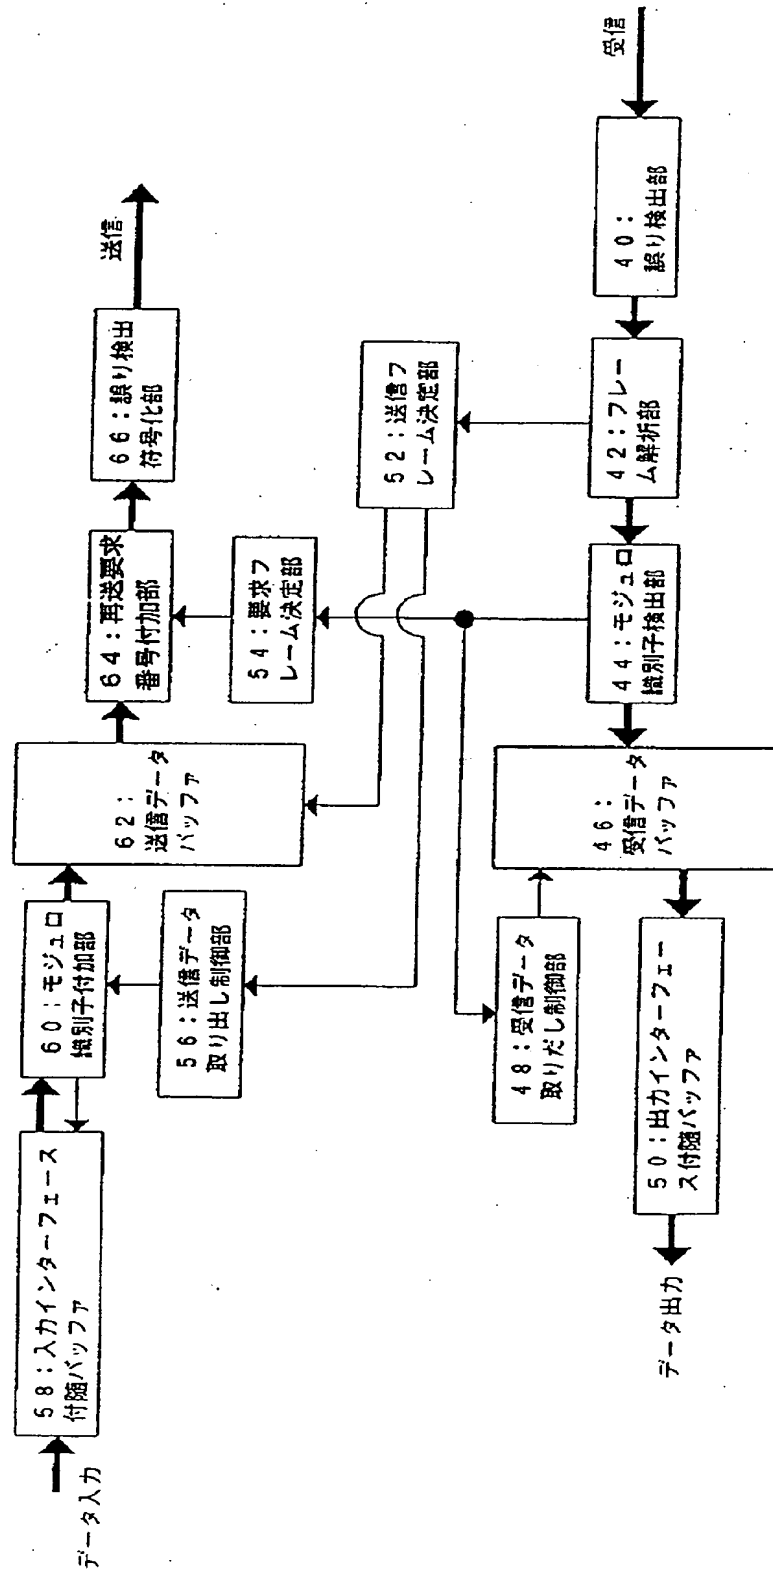 データ入力
58:入力インターフェース
付随バッファ
60:モジュロ
識別子付加部
62:
送信データ
バッファ
64:再送要求
番号付加部
66:誤り検出
符号化部
送信
56:送信データ
取り出し制御部
54:要求フ
レーム決定部
52:送信フ
レーム決定部
受信
40:
誤り検出部
42:フレー
ム解析部
44:モジュロ
識別子検出部
46:
受信データ
バッファ
48:受信データ
取りだし制御部
50:出力インターフェー
ス付随バッファ
データ出力